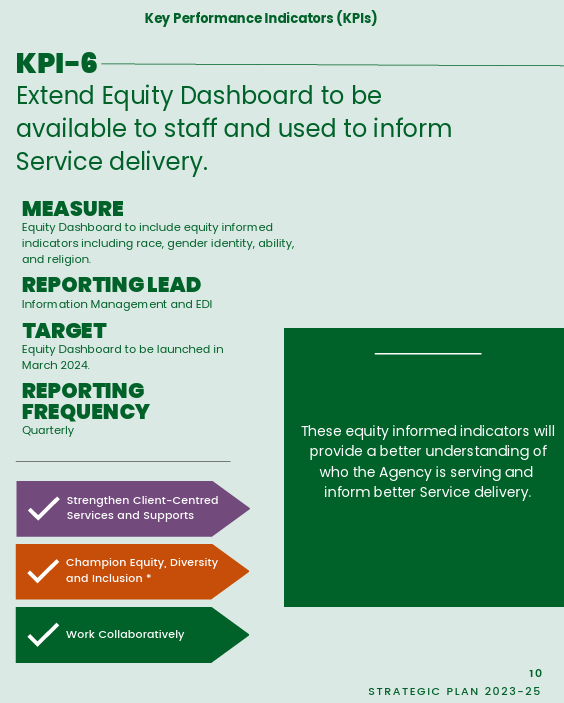 Key Performance Indicators (KPIs)
KPI-6
Extend Equity Dashboard to be
available to staff and used to inform
Service delivery.
MEASURE
Equity Dashboard to include equity informed
indicators including race, gender identity, ability,
and religion.
REPORTING LEAD
Information Management and EDI
TARGET
Equity Dashboard to be launched in
March 2024.
REPORTING
FREQUENCY
Quarterly
These equity informed indicators will
provide a better understanding of
who the Agency is serving and
inform better Service delivery.
Strengthen Client-Centred
Services and Supports
Champion Equity, Diversity
and Inclusion *
Work Collaboratively
10
STRATEGIC PLAN 2023-25